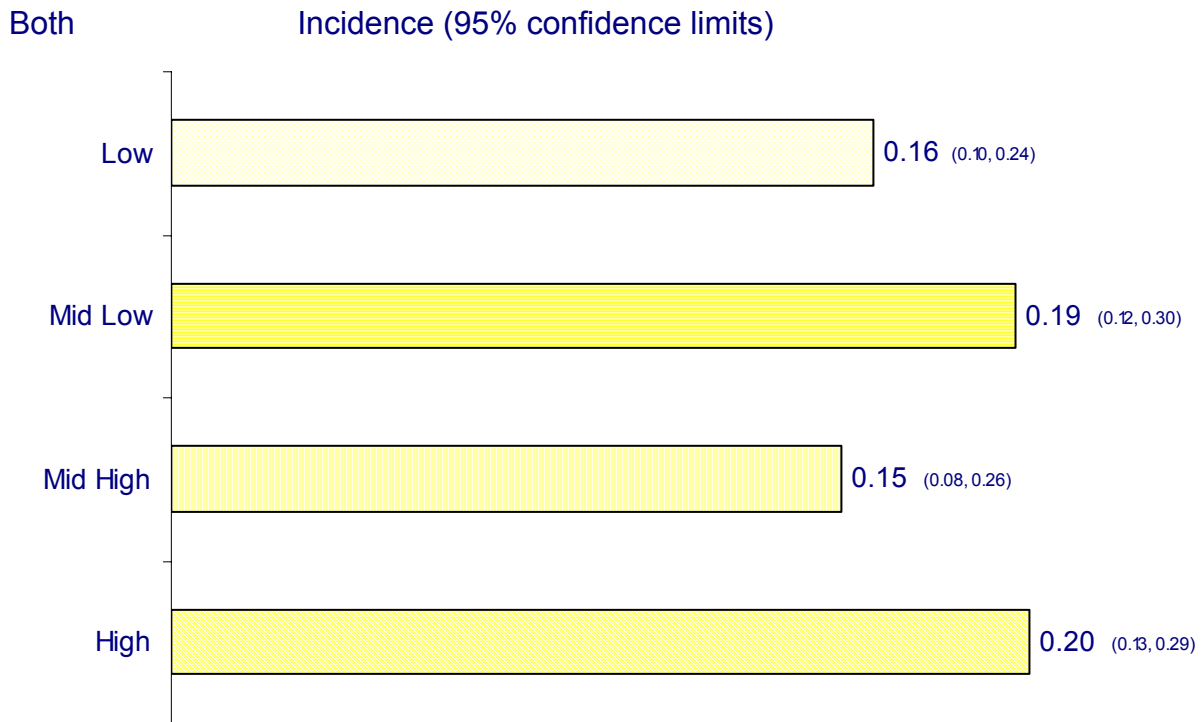 Both Incidence (95% confidence limits)
Low 0.16 (0.10, 0.24)
Mid Low 0.19 (0.12, 0.30)
Mid High 0.15 (0.08, 0.26)
High 0.20 (0.13, 0.29)